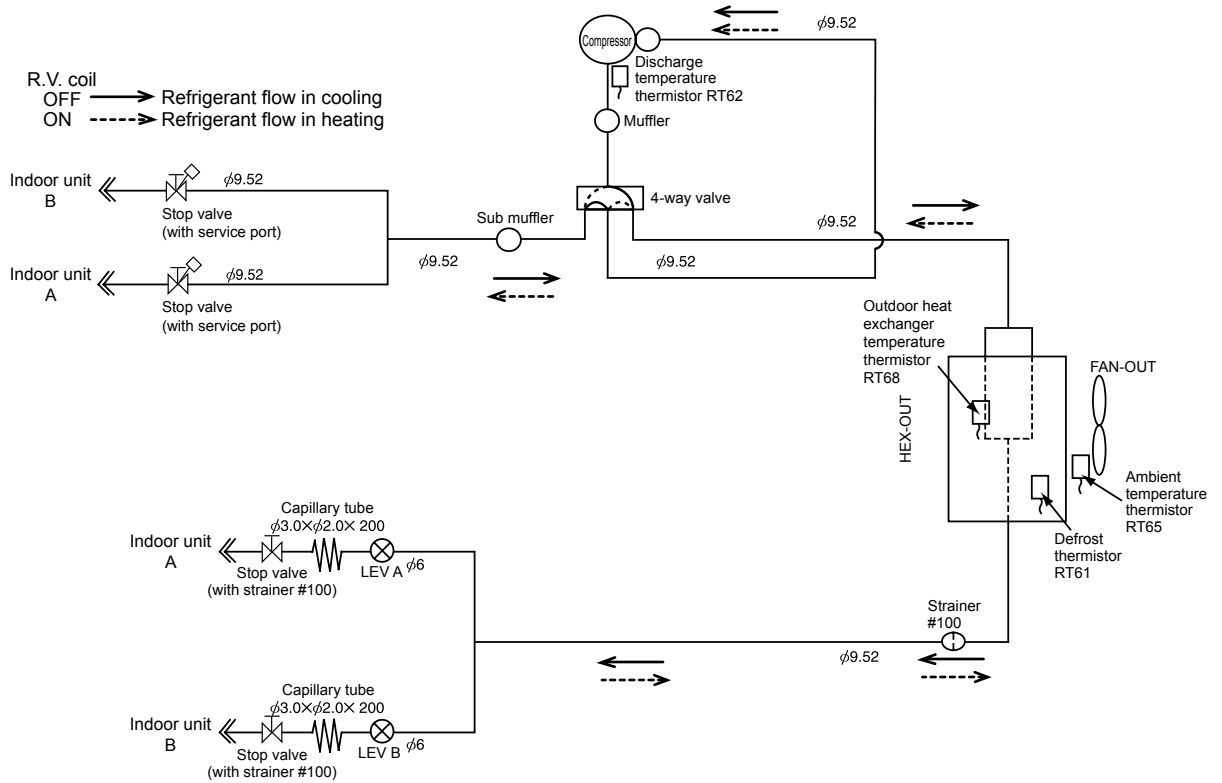 Compressor
ϕ9.52
Discharge
temperature
thermistor RT62
R.V. coil
OFF Refrigerant flow in cooling
ON Refrigerant flow in heating
Muffler
Indoor unit
B
ϕ9.52
Stop valve
(with service port)
4-way valve
Sub muffler
ϕ9.52
ϕ9.52
ϕ9.52
Indoor unit
A
ϕ9.52
Stop valve
(with service port)
Outdoor heat
exchanger
temperature
thermistor
RT68
FAN-OUT
HEX-OUT
Ambient
temperature
thermistor
RT65
Defrost
thermistor
RT61
Capillary tube
ϕ3.0×ϕ2.0× 200
Indoor unit
A
LEV A
ϕ6
Stop valve
(with strainer #100)
Strainer
#100
ϕ9.52
Capillary tube
ϕ3.0×ϕ2.0× 200
Indoor unit
B
LEV B
ϕ6
Stop valve
(with strainer #100)